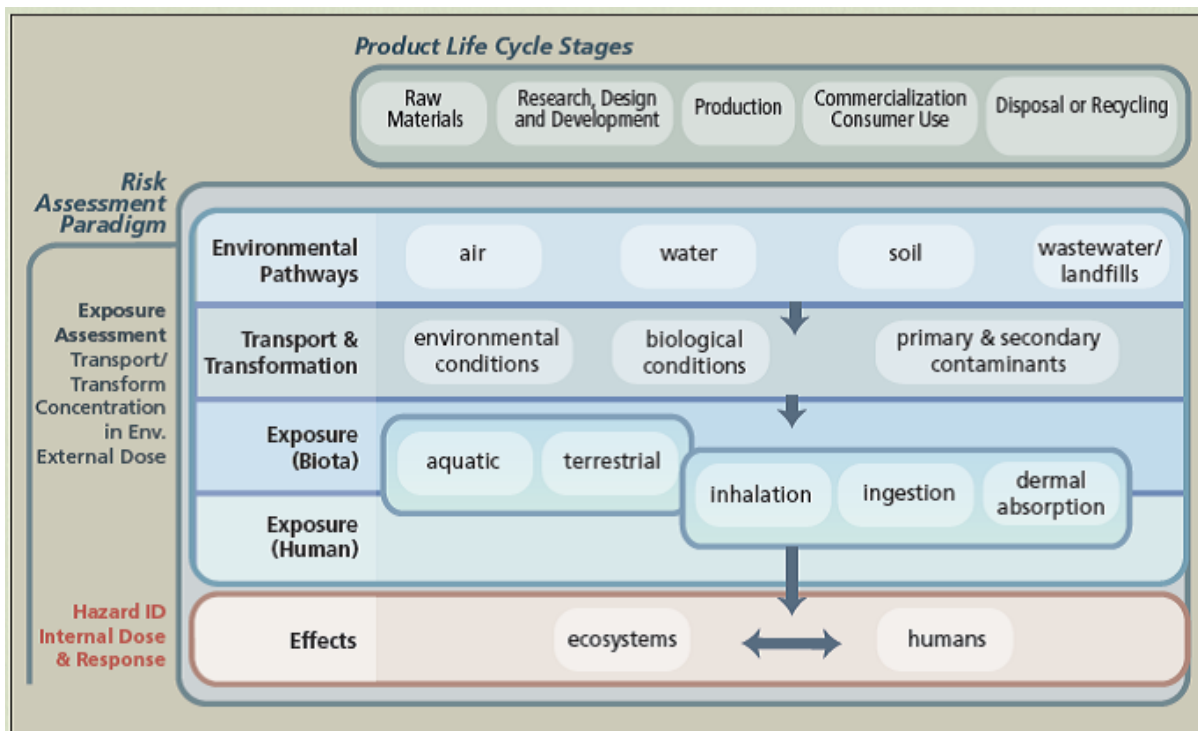 Product Life Cycle Stages
Raw
Materials
Research, Design
and Development
Production
Commercialization
Consumer Use
Disposal or Recycling
Risk
Assessment
Paradigm
Exposure
Assessment
Transport/
Transform
Concentration
in Env.
External Dose
Hazard ID
Internal Dose
& Response
Environmental
Pathways
air
water
soil
wastewater/
landfills
Transport &
Transformation
environmental
conditions
biological
conditions
primary & secondary
contaminants
Exposure
(Biota)
aquatic
terrestrial
inhalation
ingestion
dermal
absorption
Exposure
(Human)
Effects
ecosystems
humans